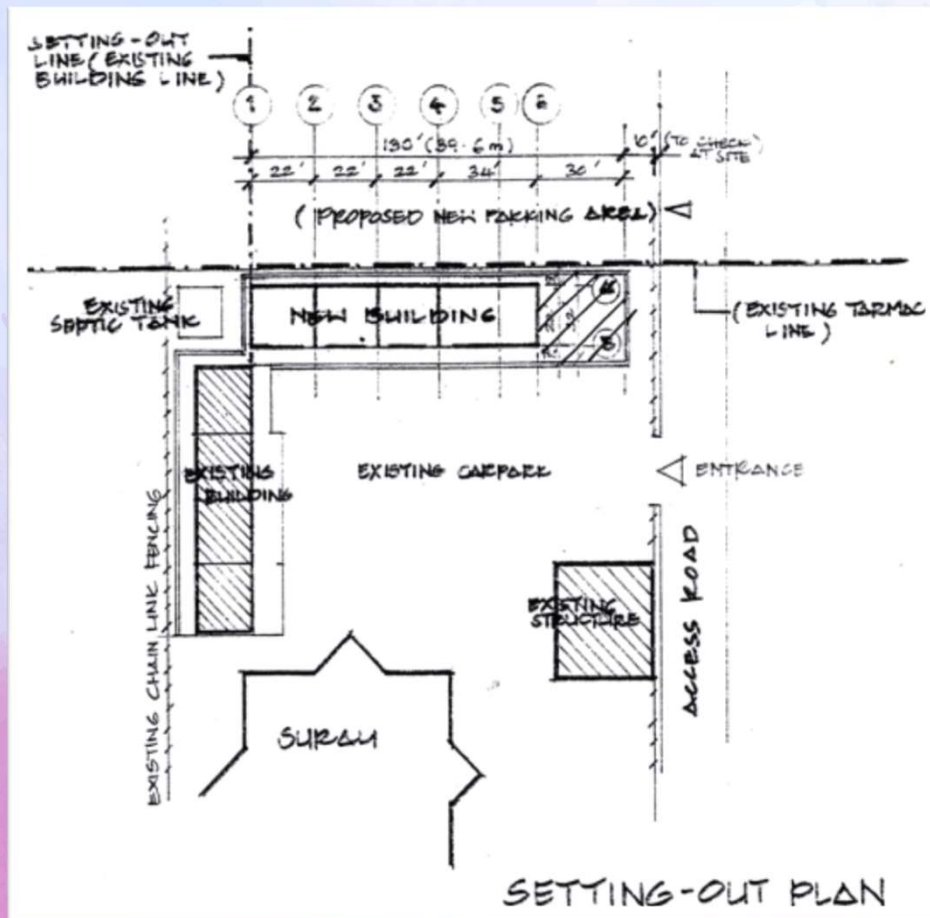 SETTING-OUT
LINE (EXISTING
BUILDING LINE)
1 2 3 4 5 6
130' (39.6 m)
10' (TO CHECK
AT SITE)
22' 22' 22' 34' 30'
(PROPOSED NEW PARKING AREA)
EXISTING
SEPTIC TANK
NEW BUILDING
(EXISTING TARMAC
LINE)
EXISTING
BUILDING
EXISTING CARPARK
ENTRANCE
EXISTING CHAIN LINK FENCING
EXISTING
STRUCTURE
ACCESS ROAD
SURAU
SETTING-OUT PLAN